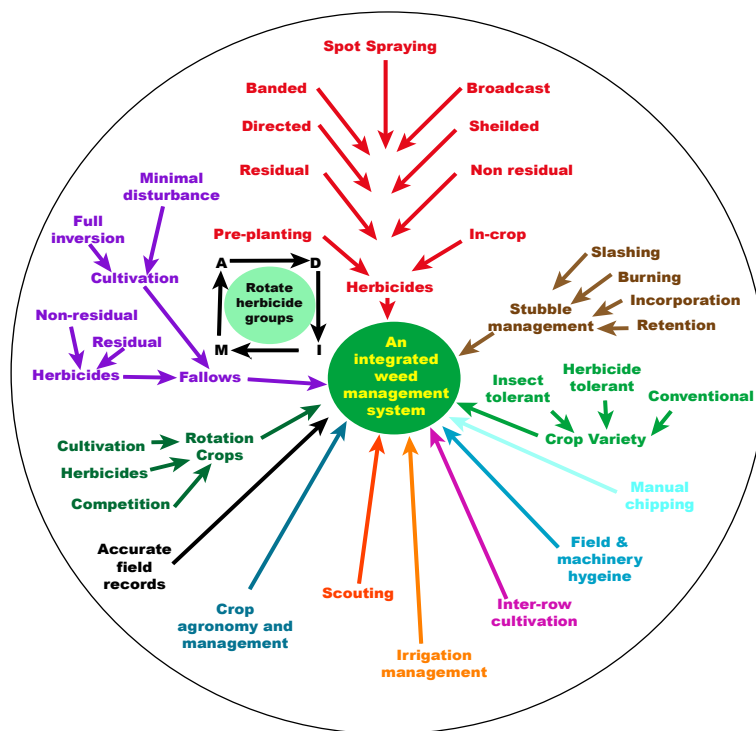 Spot Spraying
Banded
Broadcast
Directed
Sheilded
Residual
Non residual
Pre-planting
In-crop
Herbicides
Minimal
disturbance
Full
inversion
Cultivation
Non-residual
Residual
Herbicides
Fallows
A
D
Rotate
herbicide
groups
M
I
Slashing
Burning
Incorporation
Retention
Stubble
management
An
integrated
weed
management
system
Insect
tolerant
Herbicide
tolerant
Conventional
Crop Variety
Cultivation
Herbicides
Competition
Rotation
Crops
Manual
chipping
Accurate
field
records
Field &
machinery
hygeine
Crop
agronomy and
management
Scouting
Irrigation
management
Inter-row
cultivation